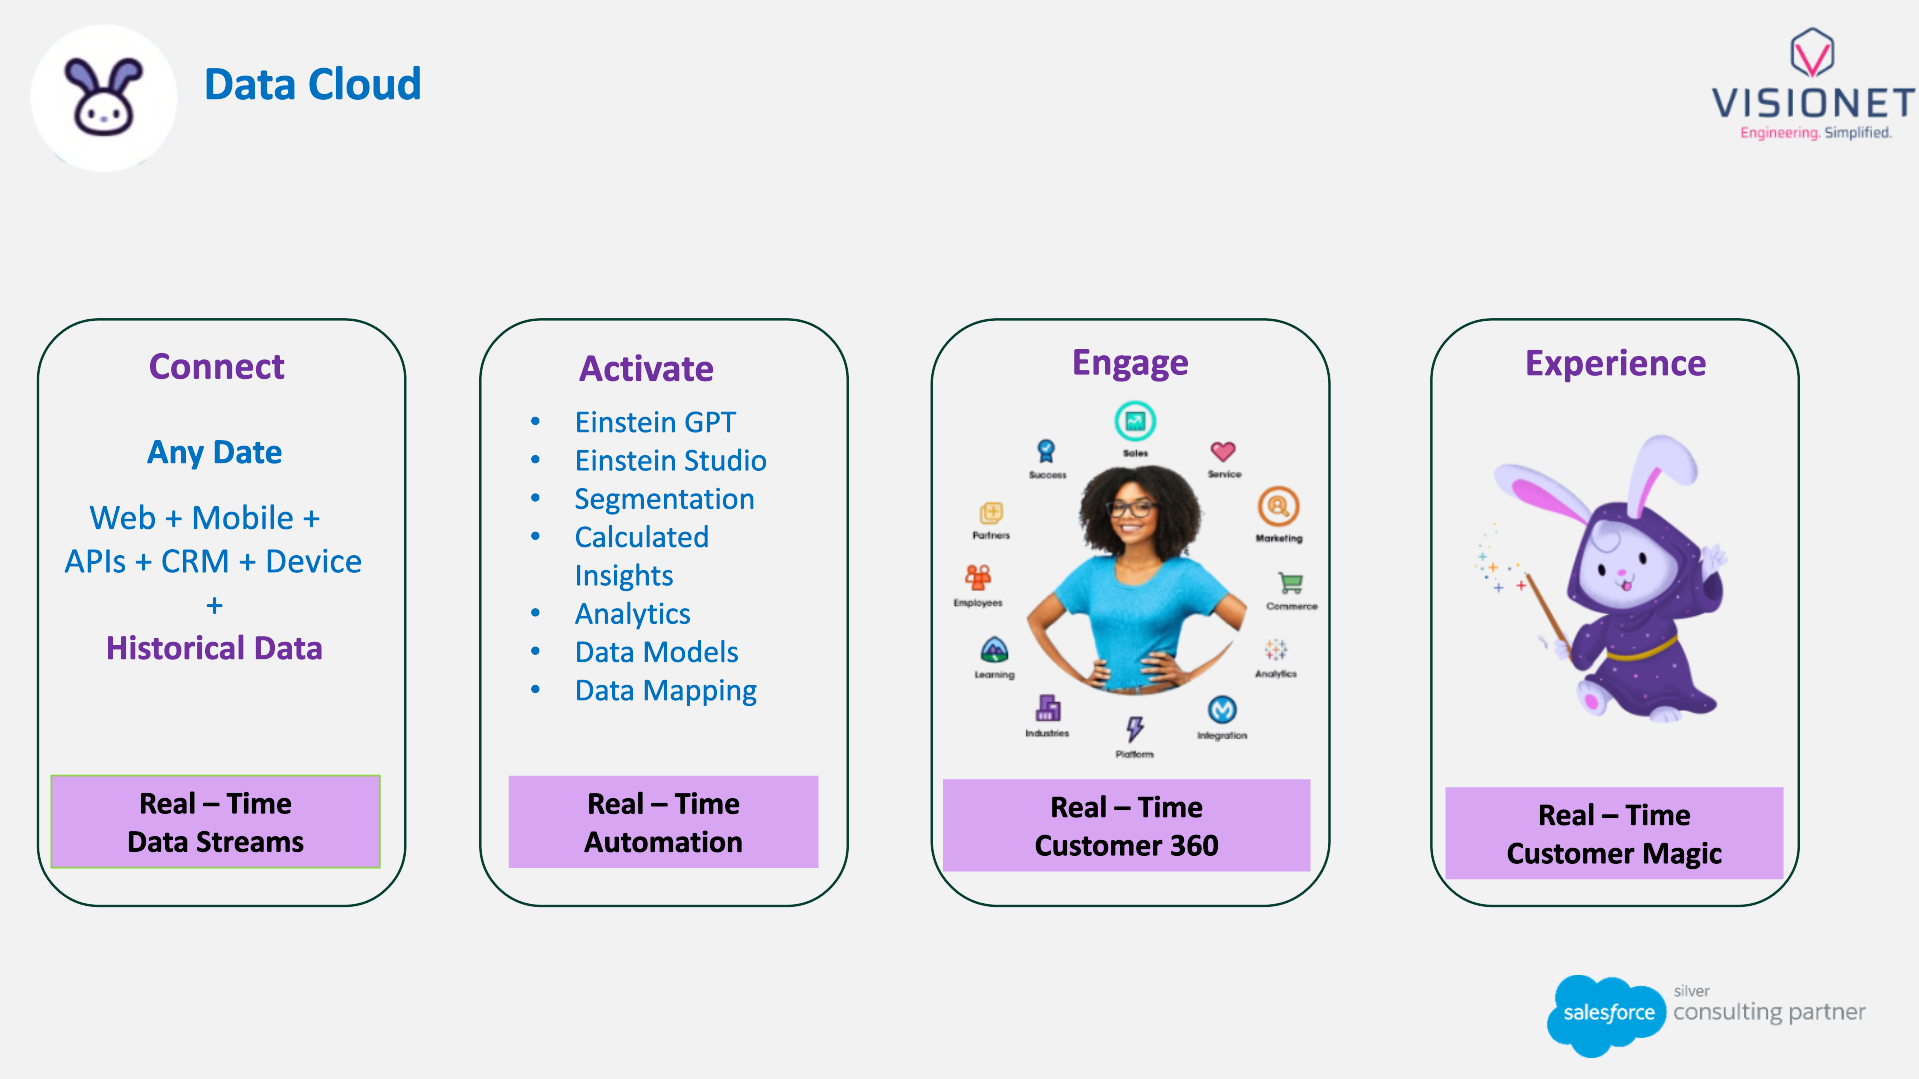 Data Cloud
VISIONET
Engineering. Simplified.
Connect
Any Date
Web + Mobile +
APIs + CRM + Device
+
Historical Data
Real – Time
Data Streams
Activate
• Einstein GPT
• Einstein Studio
• Segmentation
• Calculated
Insights
• Analytics
• Data Models
• Data Mapping
Real – Time
Automation
Engage
Sales
Success
Service
Partners
Marketing
Employees
Commerce
Learning
Analytics
Industries
Platform
Integration
Real – Time
Customer 360
Experience
Real – Time
Customer Magic
salesforce
silver
consulting partner